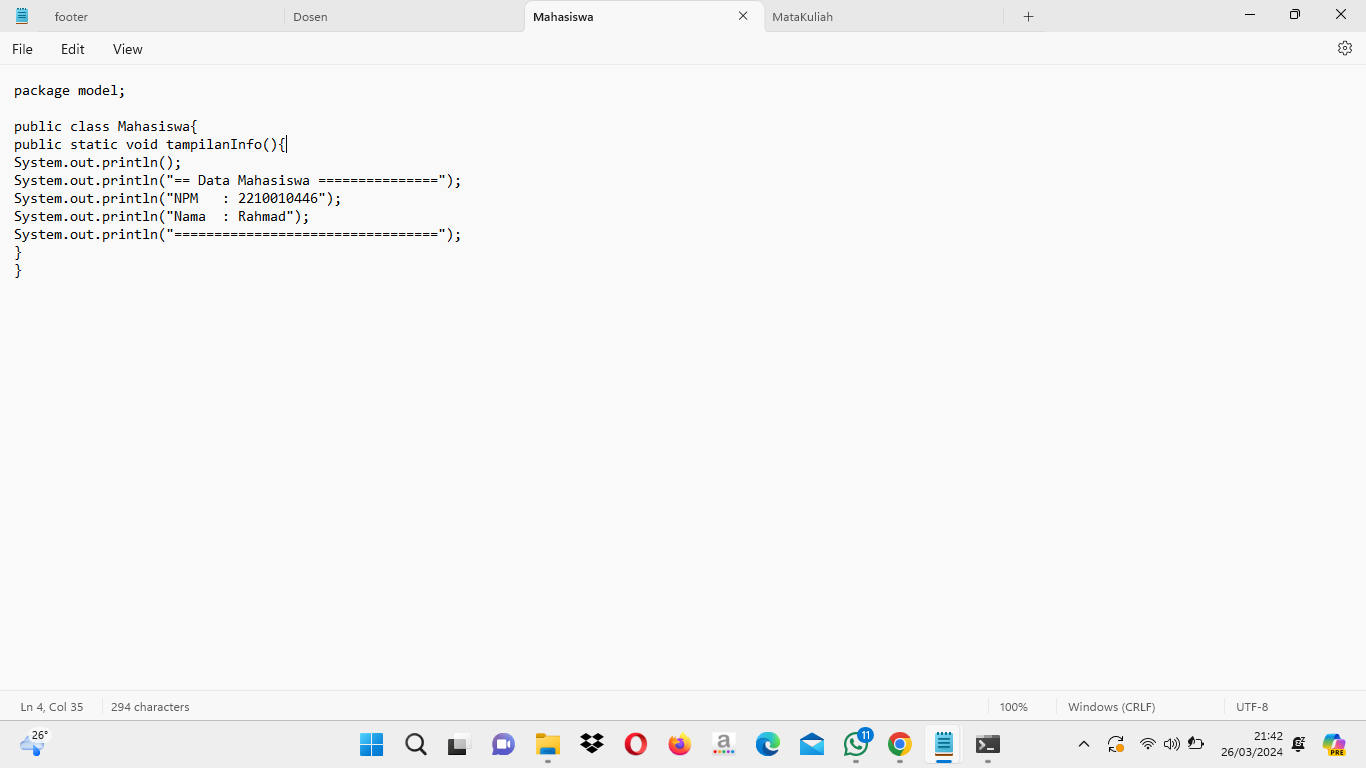 footer
Dosen
Mahasiswa
MataKuliah
File Edit View
package model;
public class Mahasiswa{
public static void tampilanInfo(){
System.out.println();
System.out.println("== Data Mahasiswa ===============");
System.out.println("NPM   : 2210010446");
System.out.println("Nama  : Rahmad");
System.out.println("=================================");
}
}
Ln 4, Col 35
294 characters
100%
Windows (CRLF)
UTF-8
26°
a
11
21:42
26/03/2024
PRE